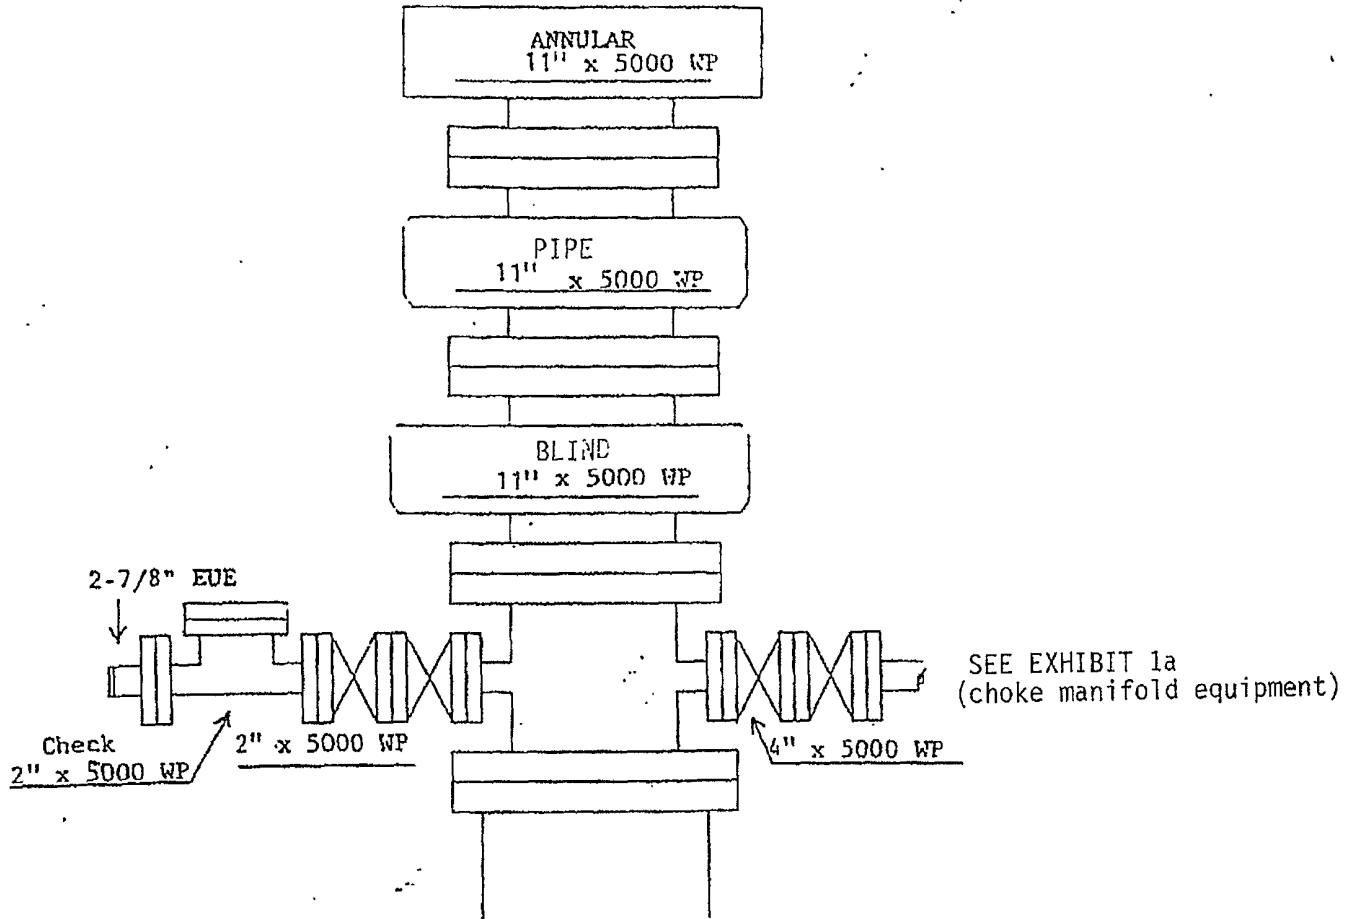 ANNULAR
11" x 5000 WP
PIPE
11" x 5000 WP
BLIND
11" x 5000 WP
2-7/8" EUE
SEE EXHIBIT 1a
(choke manifold equipment)
Check
2" x 5000 WP
2" x 5000 WP
4" x 5000 WP